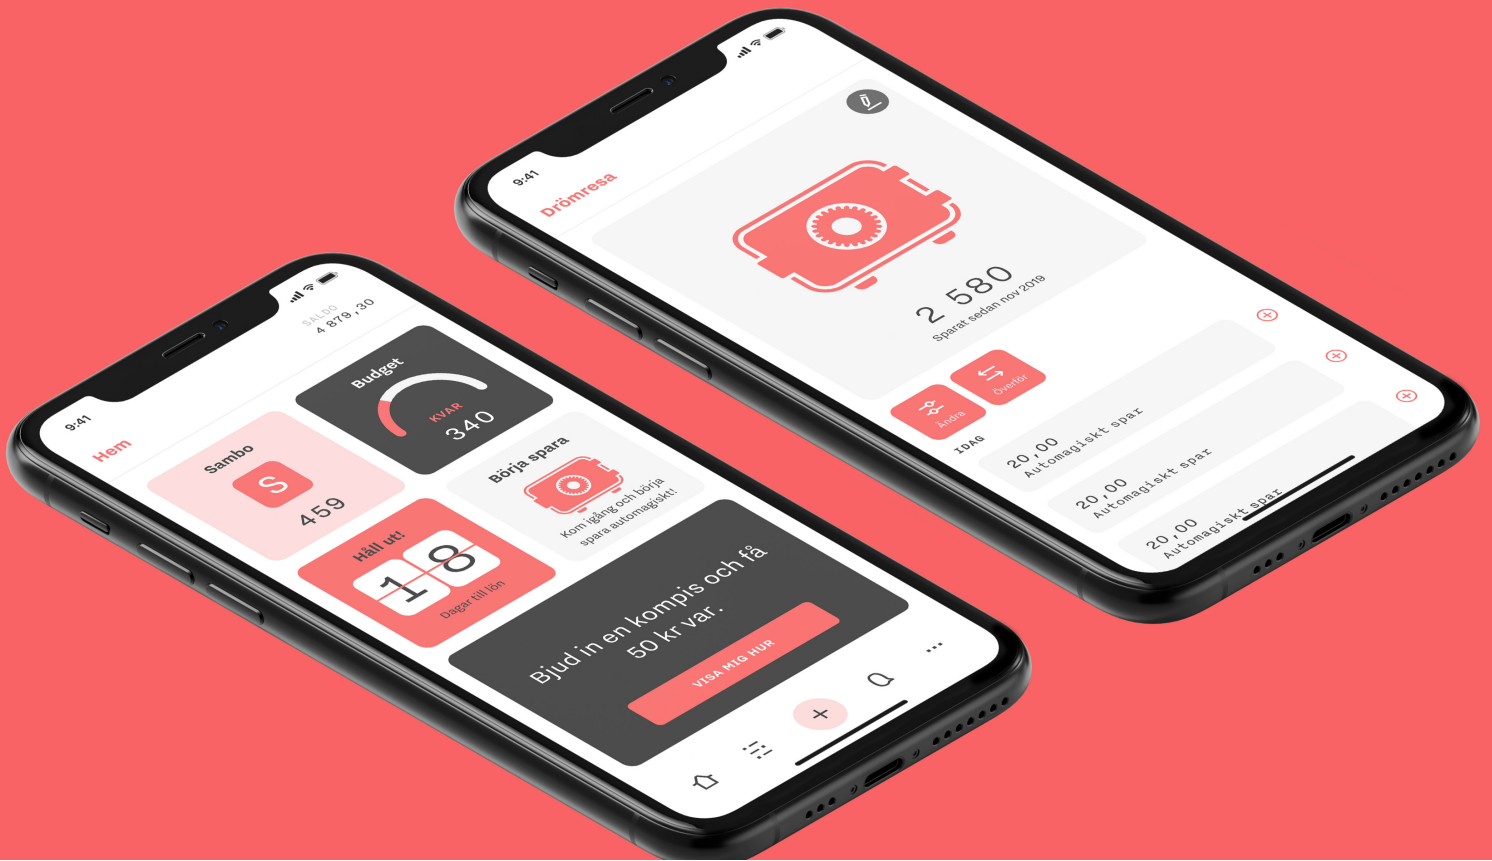 9:41
Hem
SALDO
4 879,30
Sambo
S
459
Budget
KVAR
340
Håll ut!
18
Dagar till lön
Börja spara
Kom igång och börja
spara automagiskt!
Bjud in en kompis och få
50 kr var.
VISA MIG HUR
9:41
Drömresa
2 580
Sparat sedan nov 2019
Ändra
Överför
IDAG
20,00
Automagiskt spar
20,00
Automagiskt spar
20,00
Automagiskt spar